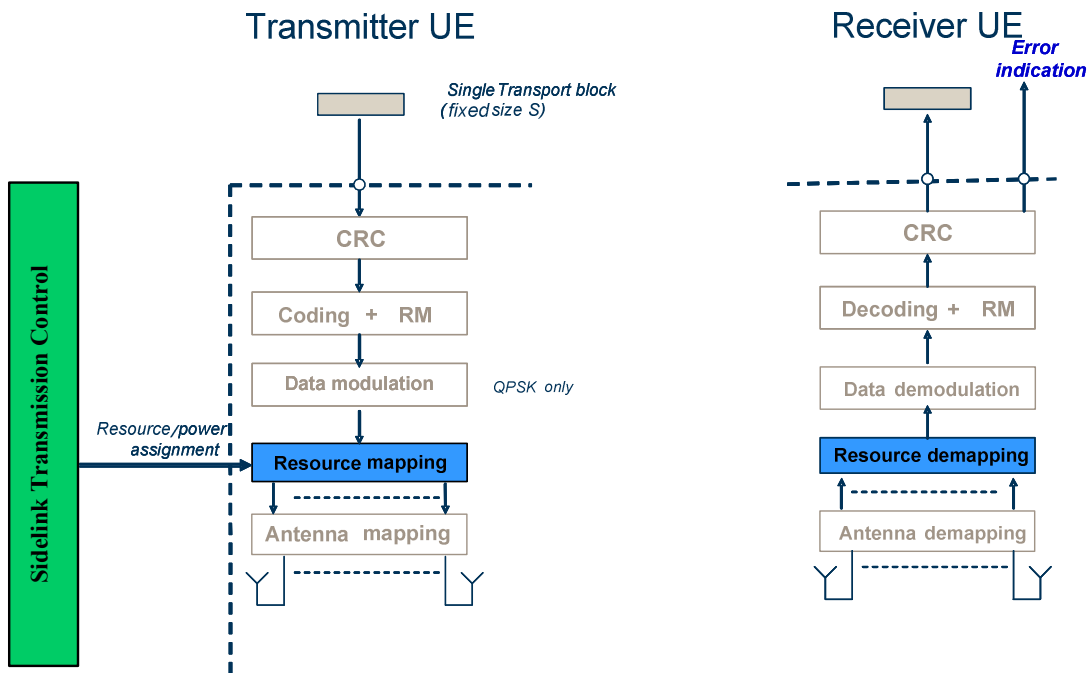 Transmitter UE
Single Transport block
(fixed size S)
CRC
Coding + RM
Data modulation
QPSK only
Resource/power
assignment
Resource mapping
Antenna mapping
Sidelink Transmission Control
Receiver UE
Error
indication
CRC
Decoding + RM
Data demodulation
Resource demapping
Antenna demapping